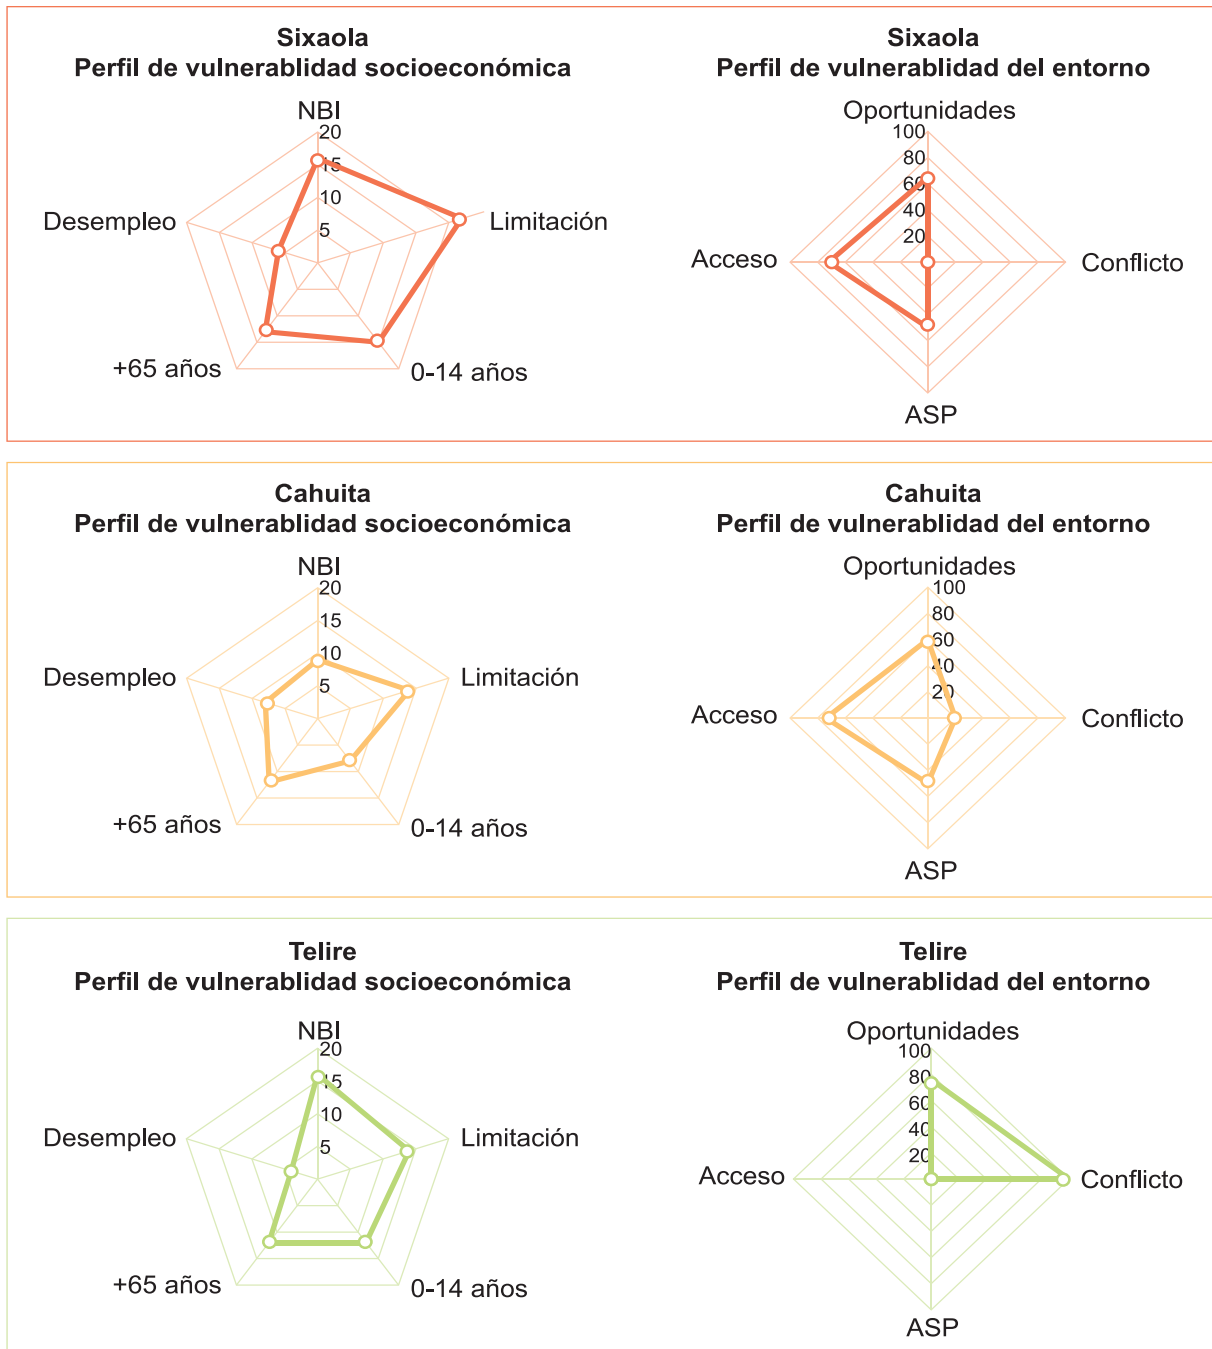 Sixaola
Perfil de vulnerablidad socioeconómica
NBI
20
15
10
5
Desempleo
Limitación
+65 años
0-14 años
Sixaola
Perfil de vulnerablidad del entorno
Oportunidades
100
80
60
40
20
Acceso
Conflicto
ASP
Cahuita
Perfil de vulnerablidad socioeconómica
NBI
20
15
10
5
Desempleo
Limitación
+65 años
0-14 años
Cahuita
Perfil de vulnerablidad del entorno
Oportunidades
100
80
60
40
20
Acceso
Conflicto
ASP
Telire
Perfil de vulnerablidad socioeconómica
NBI
20
15
10
5
Desempleo
Limitación
+65 años
0-14 años
Telire
Perfil de vulnerablidad del entorno
Oportunidades
100
80
60
40
20
Acceso
Conflicto
ASP